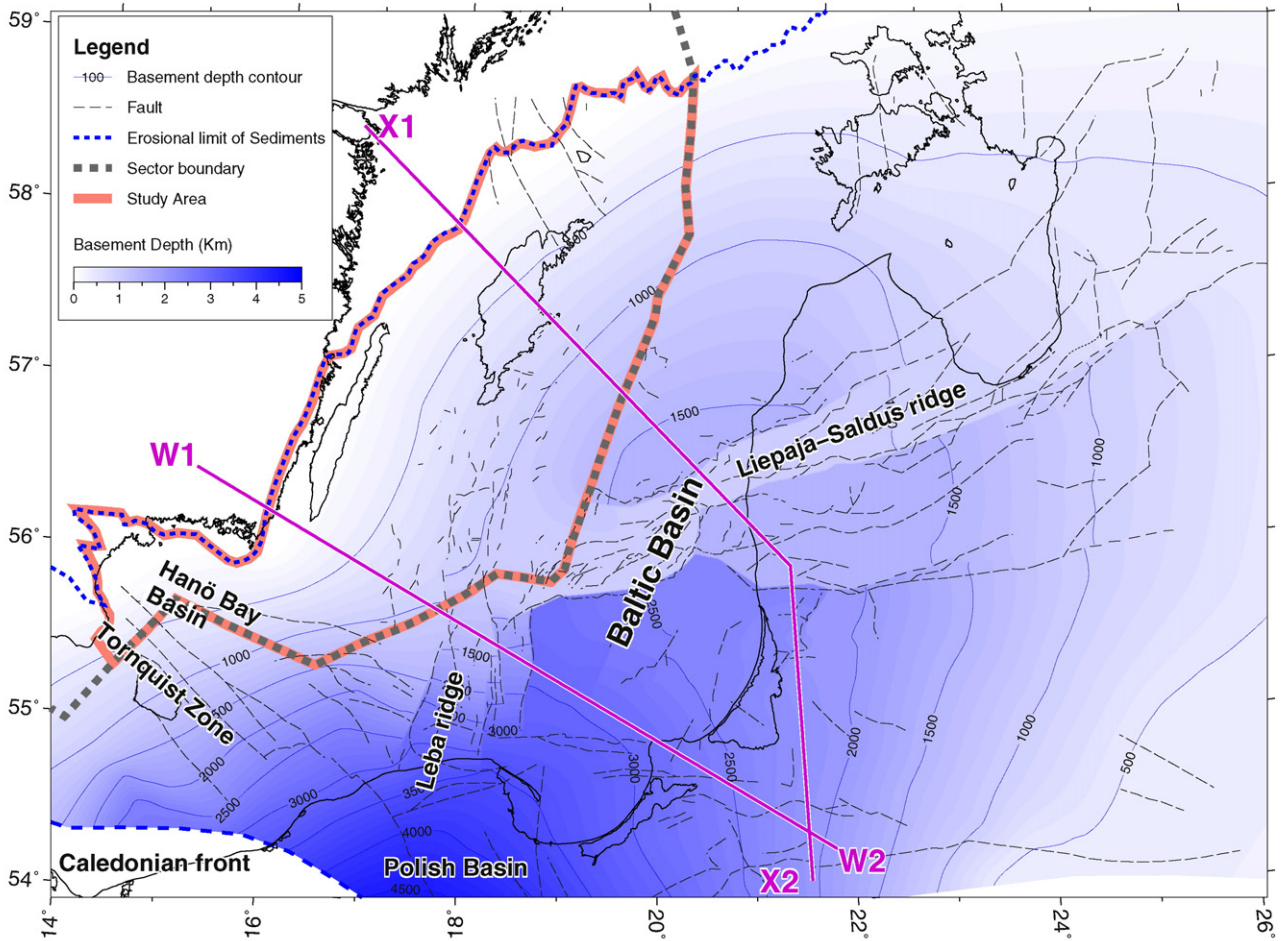 59°
58°
57°
56°
55°
54°
Legend
100 Basement depth contour
Fault
Erosional limit of Sediments
Sector boundary
Study Area
Basement Depth (Km)
0 1 2 3 4 5
X1
1000
1500
Liepaja–Saldus ridge
1000
1500
W1
Baltic Basin
2500
Hanö Bay
Basin
Tornquist Zone
1000
1500
500
Leba ridge
3000
2000
1500
1000
500
2000
2500
3000
3000
2500
4000
4500
Caledonian front
Polish Basin
W2
X2
14° 16° 18° 20° 22° 24° 26°